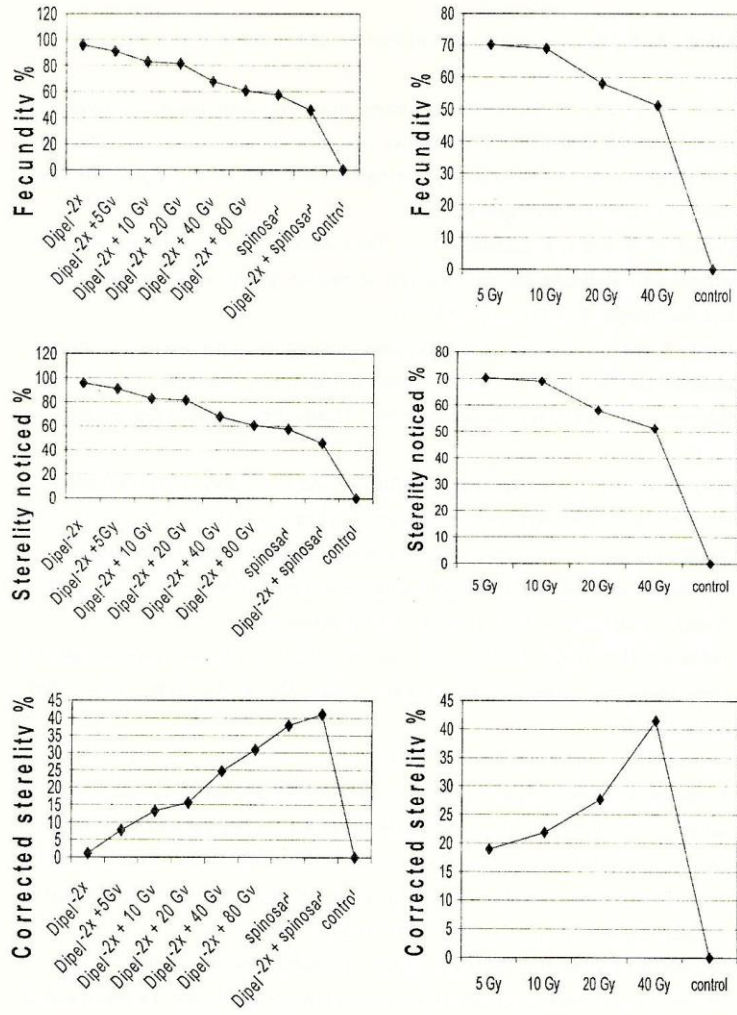 Fecundity %
120
100
80
60
40
20
0
Dipel-2x
Dipel-2x +5Gv
Dipel-2x + 10 Gv
Dipel-2x + 20 Gv
Dipel-2x + 40 Gv
Dipel-2x + 80 Gv
spinosad
Dipel-2x + spinosad
control
Fecundity %
80
70
60
50
40
30
20
10
0
5 Gy
10 Gy
20 Gy
40 Gy
control
Sterelity noticed %
120
100
80
60
40
20
0
Dipel-2x
Dipel-2x +5Gy
Dipel-2x + 10 Gv
Dipel-2x + 20 Gv
Dipel-2x + 40 Gv
Dipel-2x + 80 Gv
spinosad
Dipel-2x + spinosad
control
Sterelity noticed %
80
70
60
50
40
30
20
10
0
5 Gy
10 Gy
20 Gy
40 Gy
control
Corrected sterelity %
45
40
35
30
25
20
15
10
5
0
Dipel-2x
Dipel-2x +5Gv
Dipel-2x + 10 Gv
Dipel-2x + 20 Gv
Dipel-2x + 40 Gv
Dipel-2x + 80 Gv
spinosad
Dipel-2x + spinosad
control
Corrected sterelity %
45
40
35
30
25
20
15
10
5
0
5 Gy
10 Gy
20 Gy
40 Gy
control